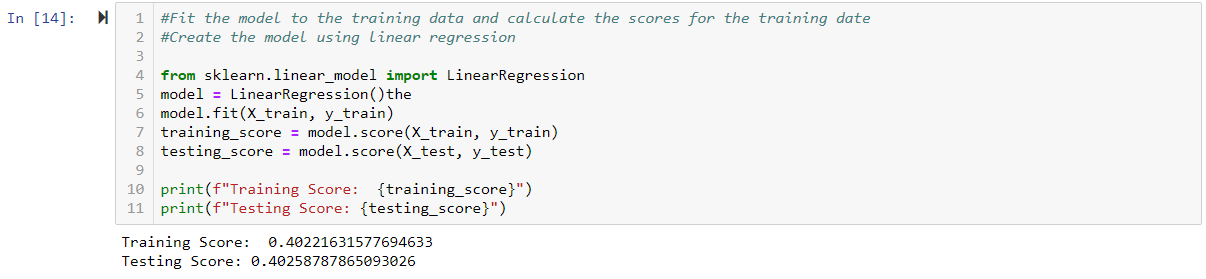 In [14]:
1 #Fit the model to the training data and calculate the scores for the training date
2 #Create the model using linear regression
3
4 from sklearn.linear_model import LinearRegression
5 model = LinearRegression()the
6 model.fit(X_train, y_train)
7 training_score = model.score(X_train, y_train)
8 testing_score = model.score(X_test, y_test)
9
10 print(f"Training Score:  {training_score}")
11 print(f"Testing Score: {testing_score}")
Training Score:  0.40221631577694633
Testing Score: 0.40258787865093026